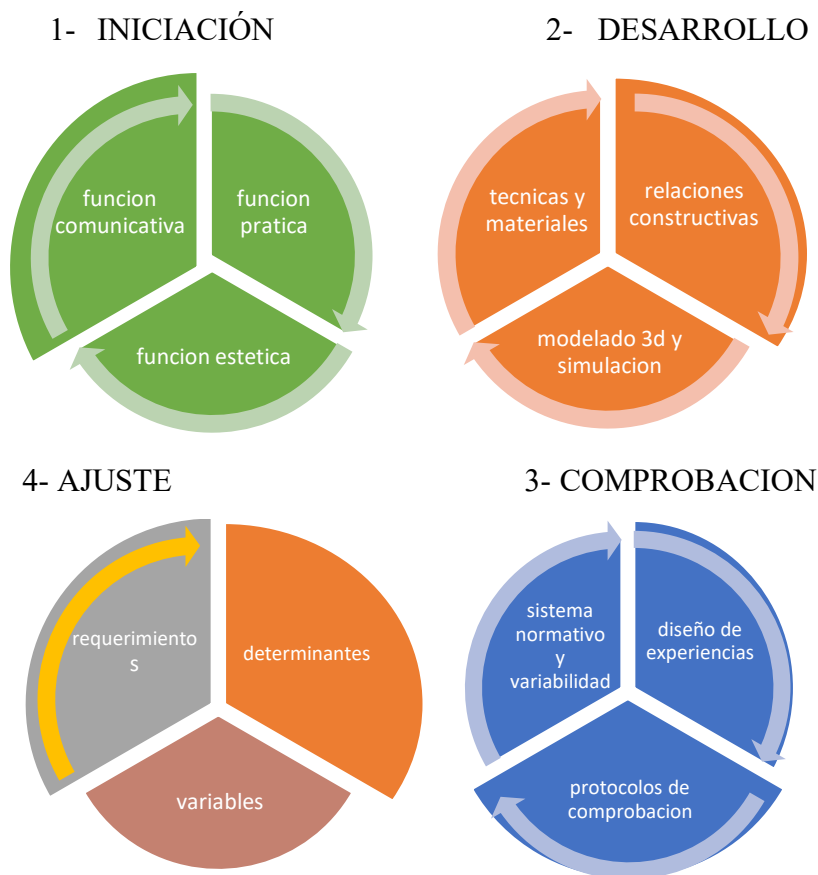 1- INICIACIÓN
funcion
comunicativa
funcion
pratica
funcion estetica
2- DESARROLLO
tecnicas y
materiales
relaciones
constructivas
modelado 3d y
simulacion
4- AJUSTE
requerimiento
s
determinantes
variables
3- COMPROBACION
sistema
normativo
y
variabilidad
diseño de
experiencias
protocolos de
comprobacion